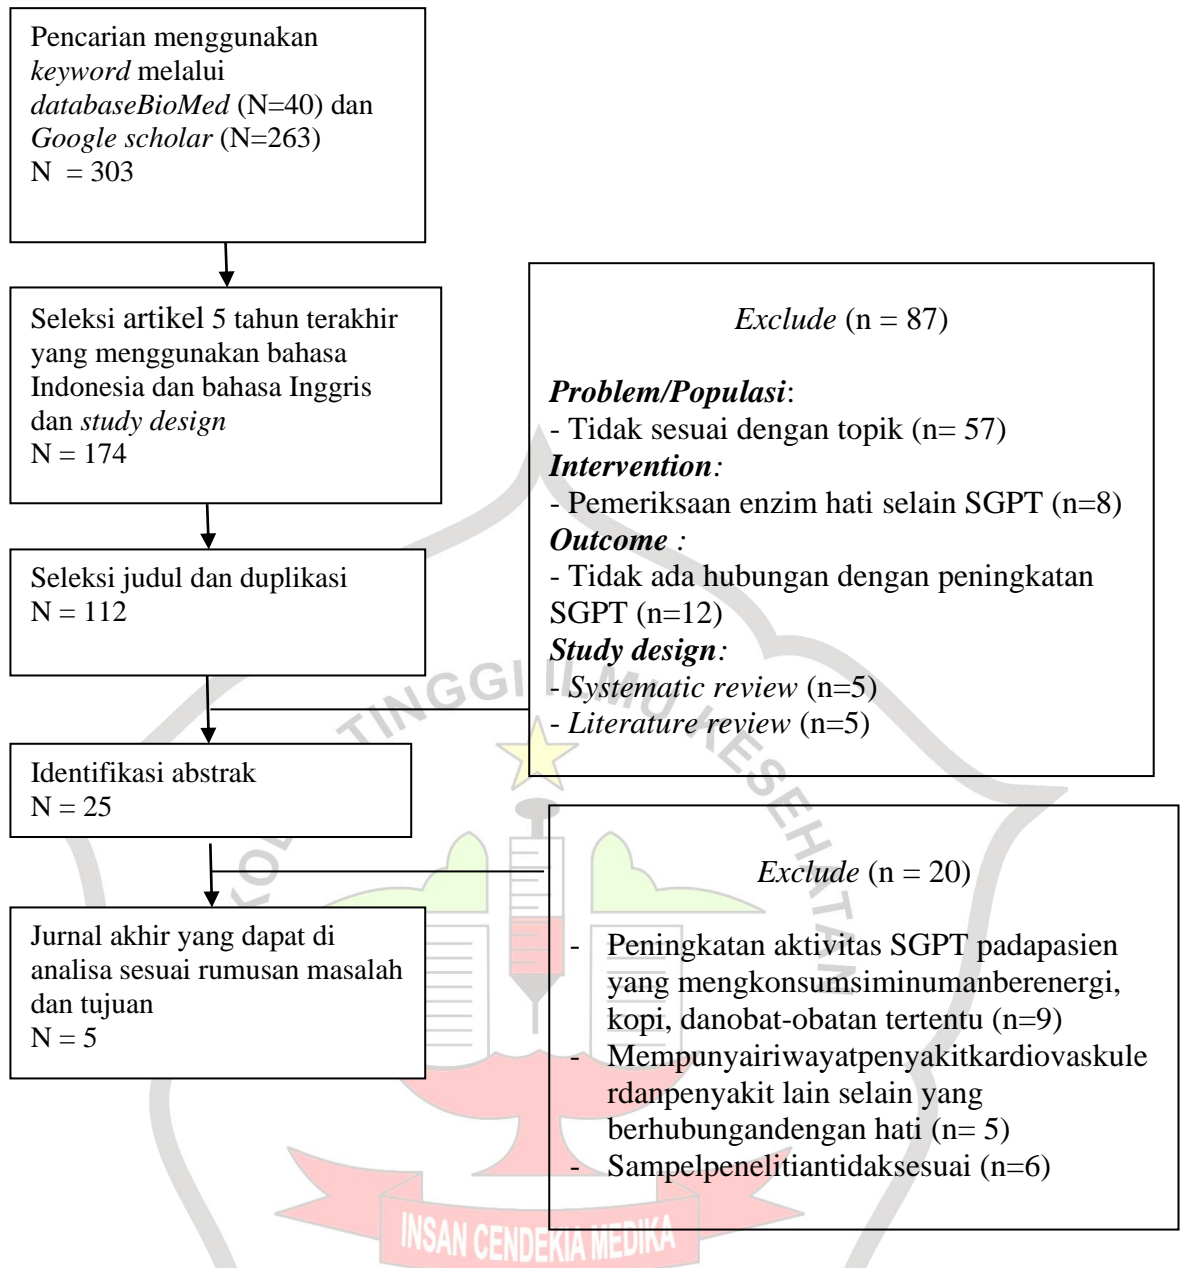 Pencarian menggunakan
keyword melalui
databaseBioMed (N=40) dan
Google scholar (N=263)
N = 303
Seleksi artikel 5 tahun terakhir
yang menggunakan bahasa
Indonesia dan bahasa Inggris
dan study design
N = 174
Seleksi judul dan duplikasi
N = 112
Exclude (n = 87)
Problem/Populasi:
- Tidak sesuai dengan topik (n= 57)
Intervention:
- Pemeriksaan enzim hati selain SGPT (n=8)
Outcome :
- Tidak ada hubungan dengan peningkatan
SGPT (n=12)
Study design:
- Systematic review (n=5)
- Literature review (n=5)
Identifikasi abstrak
N = 25
Exclude (n = 20)
- Peningkatan aktivitas SGPT padapasien
yang mengkonsumsiminumanberenergi,
kopi, danobat-obatan tertentu (n=9)
- Mempunyairiwayatpenyakitkardiovaskule
rdanpenyakit lain selain yang
berhubungandengan hati (n= 5)
- Sampelpenelitiantidaksesuai (n=6)
Jurnal akhir yang dapat di
analisa sesuai rumusan masalah
dan tujuan
N = 5
TINGGI ILMU KESEHATAN
INSAN CENDEKIA MEDIKA